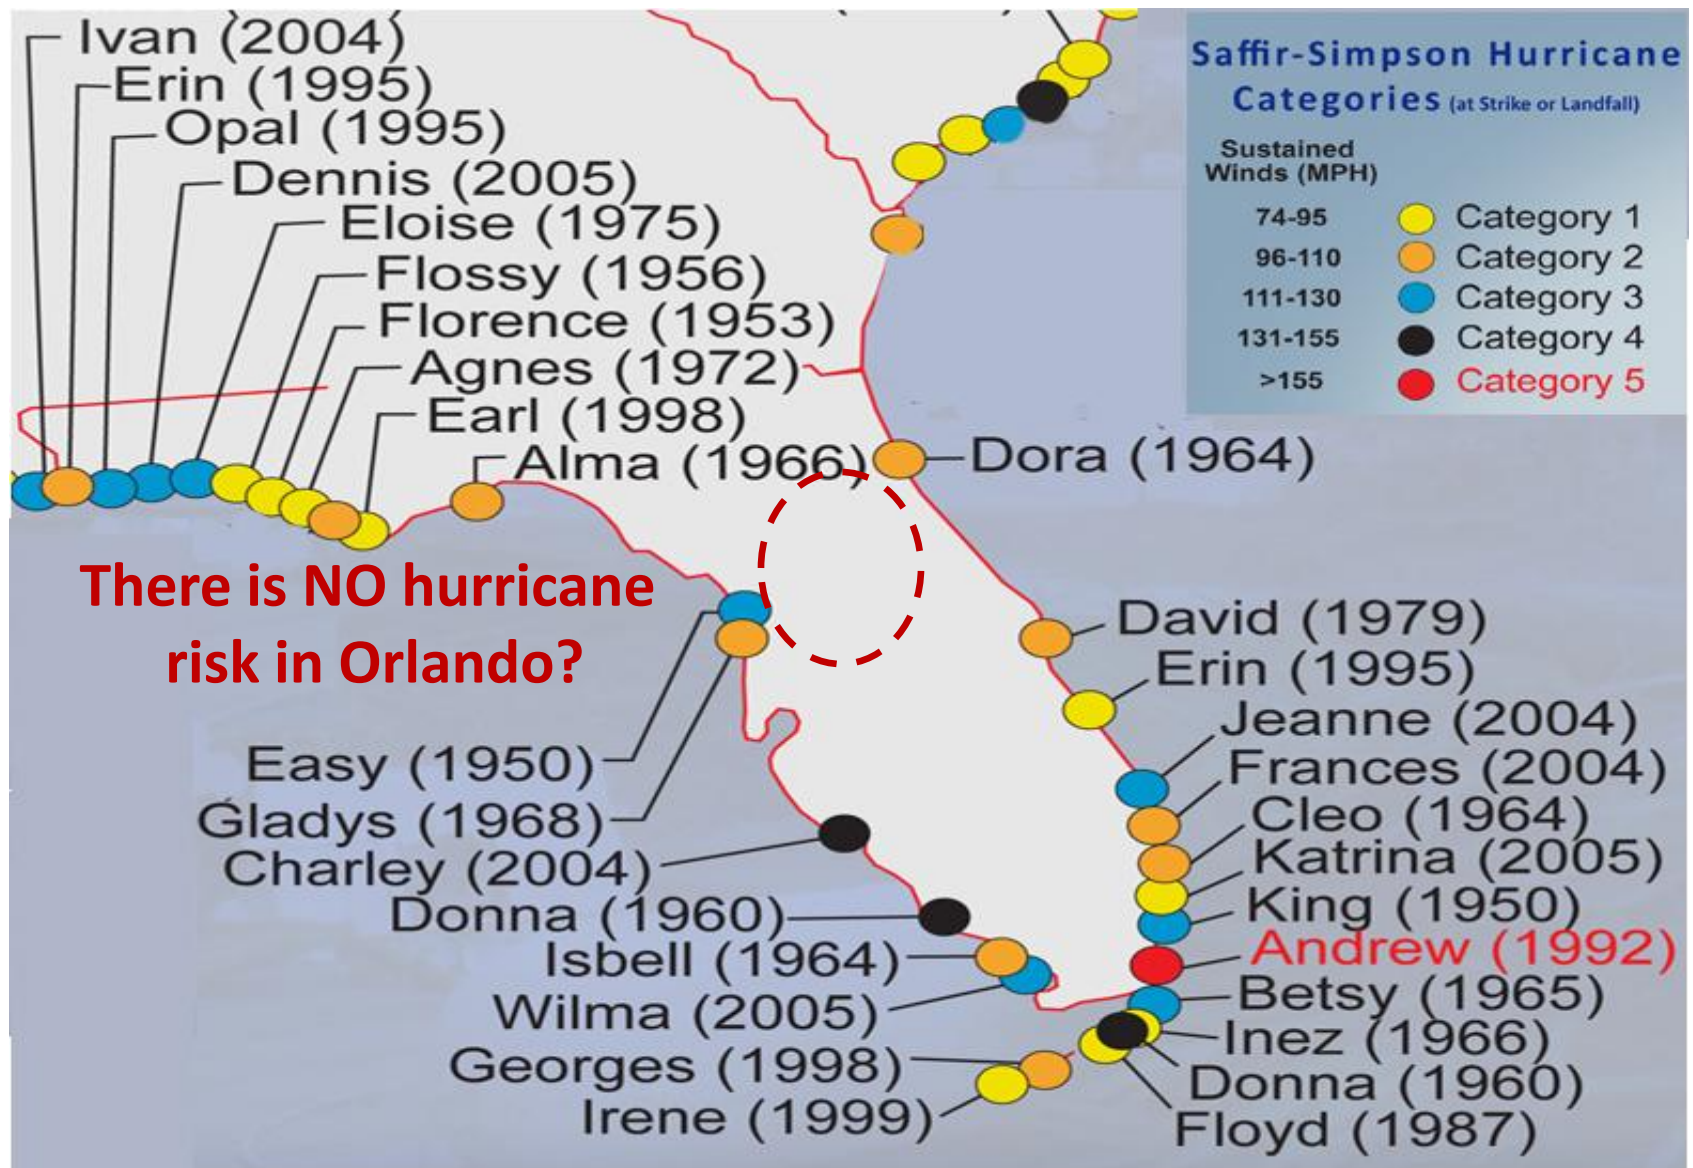 Ivan (2004)
Erin (1995)
Opal (1995)
Dennis (2005)
Eloise (1975)
Flossy (1956)
Florence (1953)
Agnes (1972)
Earl (1998)
Alma (1966)
Saffir-Simpson Hurricane
Categories (at Strike or Landfall)
Sustained
Winds (MPH)
74-95 Category 1
96-110 Category 2
111-130 Category 3
131-155 Category 4
>155 Category 5
Dora (1964)
There is NO hurricane
risk in Orlando?
David (1979)
Erin (1995)
Jeanne (2004)
Frances (2004)
Cleo (1964)
Katrina (2005)
King (1950)
Andrew (1992)
Betsy (1965)
Inez (1966)
Donna (1960)
Floyd (1987)
Easy (1950)
Gladys (1968)
Charley (2004)
Donna (1960)
Isbell (1964)
Wilma (2005)
Georges (1998)
Irene (1999)